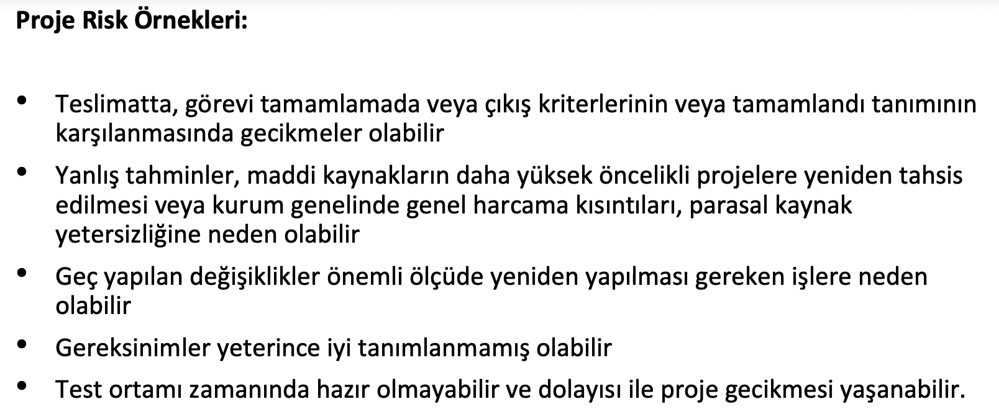 Proje Risk Örnekleri:
• Teslimatta, görevi tamamlamada veya çıkış kriterlerinin veya tamamlandı tanımının
karşılanmasında gecikmeler olabilir
• Yanlış tahminler, maddi kaynakların daha yüksek öncelikli projelere yeniden tahsis
edilmesi veya kurum genelinde genel harcama kısıntıları, parasal kaynak
yetersizliğine neden olabilir
• Geç yapılan değişiklikler önemli ölçüde yeniden yapılması gereken işlere neden
olabilir
• Gereksinimler yeterince iyi tanımlanmamış olabilir
• Test ortamı zamanında hazır olmayabilir ve dolayısı ile proje gecikmesi yaşanabilir.